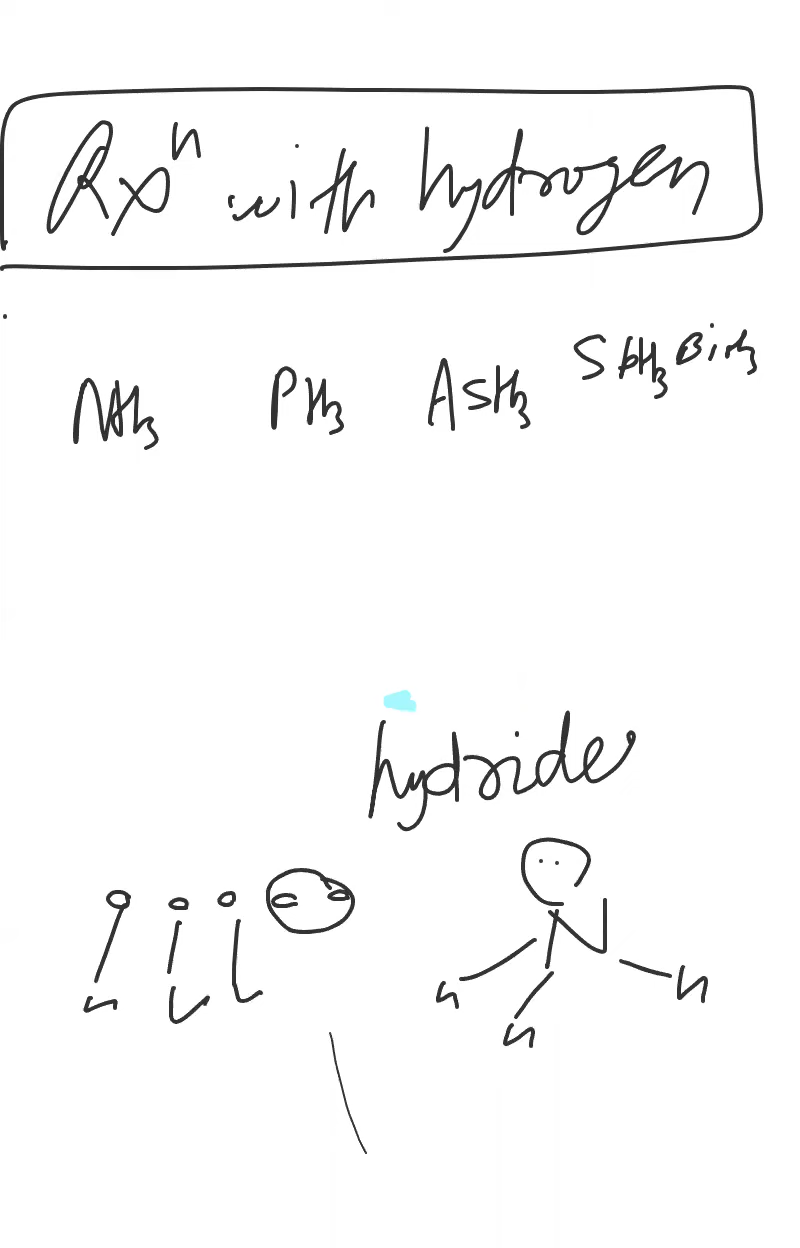 Rxⁿ with hydrogen
NH₃ PH₃ AsH₃ SbH₃ BiH₃
hydride
N
H H H